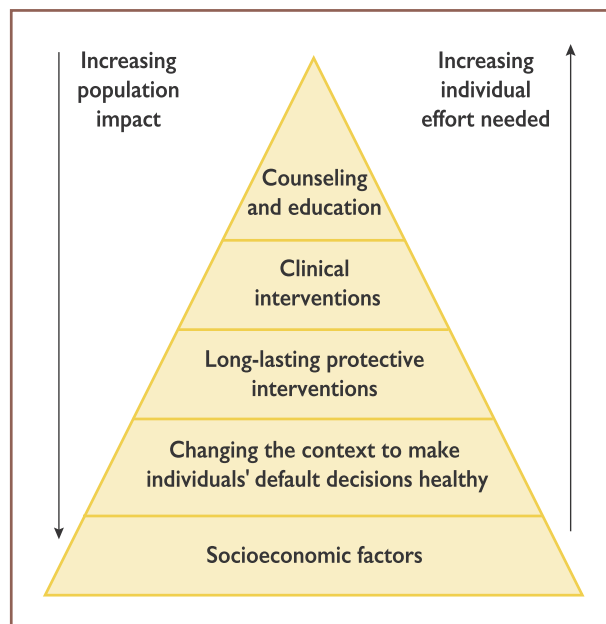 Increasing
population
impact
Increasing
individual
effort needed
Counseling
and education
Clinical
interventions
Long-lasting protective
interventions
Changing the context to make
individuals' default decisions healthy
Socioeconomic factors